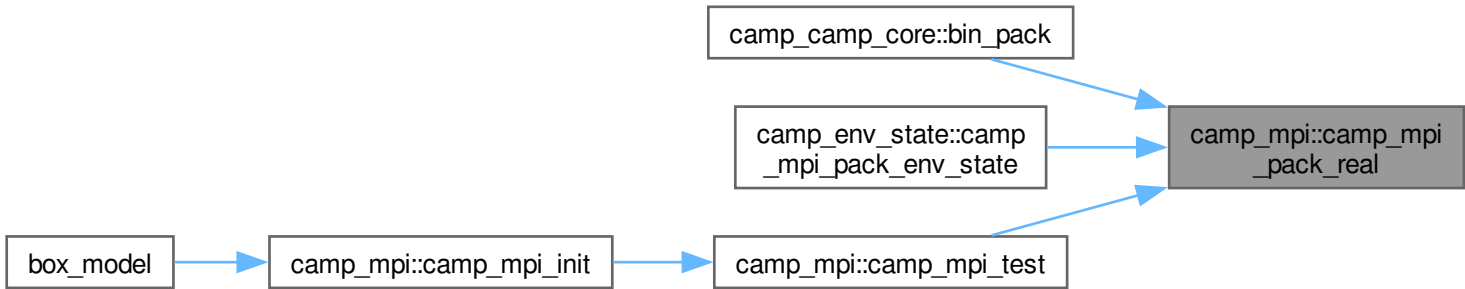 camp_camp_core::bin_pack
camp_env_state::camp
_mpi_pack_env_state
camp_mpi::camp_mpi
_pack_real
box_model
camp_mpi::camp_mpi_init
camp_mpi::camp_mpi_test